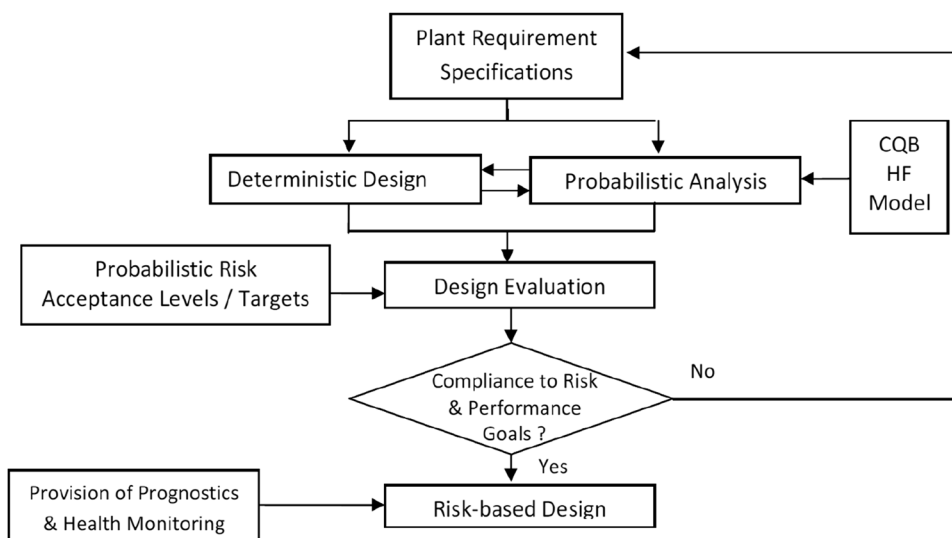 Plant Requirement
Specifications
CQB
HF
Model
Deterministic Design
Probabilistic Analysis
Probabilistic Risk
Acceptance Levels / Targets
Design Evaluation
Compliance to Risk
& Performance
Goals ?
No
Yes
Provision of Prognostics
& Health Monitoring
Risk-based Design